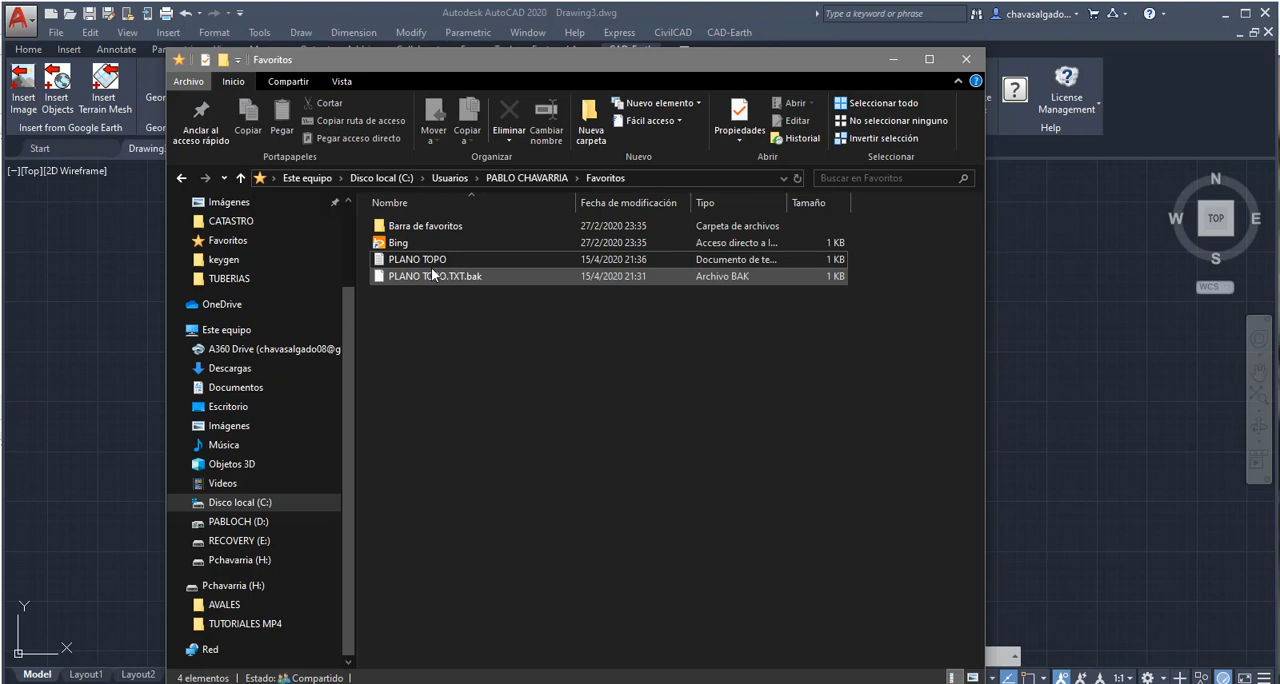 Autodesk AutoCAD 2020 Drawing3.dwg
Type a keyword or phrase
chavasalgado...
File Edit View Insert Format Tools Draw Dimension Modify Parametric Window Help Express CivilCAD CAD-Earth
Home Insert Annotate
Favoritos
Archivo Inicio Compartir Vista
Insert Image
Insert Objects
Insert Terrain Mesh
Insert from Google Earth
Start
Drawing
[−][Top][2D Wireframe]
Anclar al acceso rápido
Copiar
Pegar
Cortar
Copiar ruta de acceso
Pegar acceso directo
Portapapeles
Mover a
Copiar a
Eliminar
Cambiar nombre
Organizar
Nueva carpeta
Nuevo elemento
Fácil acceso
Nuevo
Propiedades
Abrir
Editar
Historial
Abrir
Seleccionar todo
No seleccionar ninguno
Invertir selección
Seleccionar
License Management
Help
Este equipo > Disco local (C:) > Usuarios > PABLO CHAVARRIA > Favoritos
Buscar en Favoritos
Nombre Fecha de modificación Tipo Tamaño
Barra de favoritos 27/2/2020 23:35 Carpeta de archivos
Bing 27/2/2020 23:35 Acceso directo a I... 1 KB
PLANO TOPO 15/4/2020 21:36 Documento de te... 1 KB
PLANO TOPO.TXT.bak 15/4/2020 21:31 Archivo BAK 1 KB
Imágenes
CATASTRO
Favoritos
keygen
TUBERIAS
OneDrive
Este equipo
A360 Drive (chavasalgado08@g
Descargas
Documentos
Escritorio
Imágenes
Música
Objetos 3D
Videos
Disco local (C:)
PABLOCH (D:)
RECOVERY (E:)
Pchavarria (H:)
Pchavarria (H:)
AVALES
TUTORIALES MP4
Red
4 elementos Estado: Compartido
N
W TOP E
S
WCS
Y
X
Model Layout1 Layout2
1:1